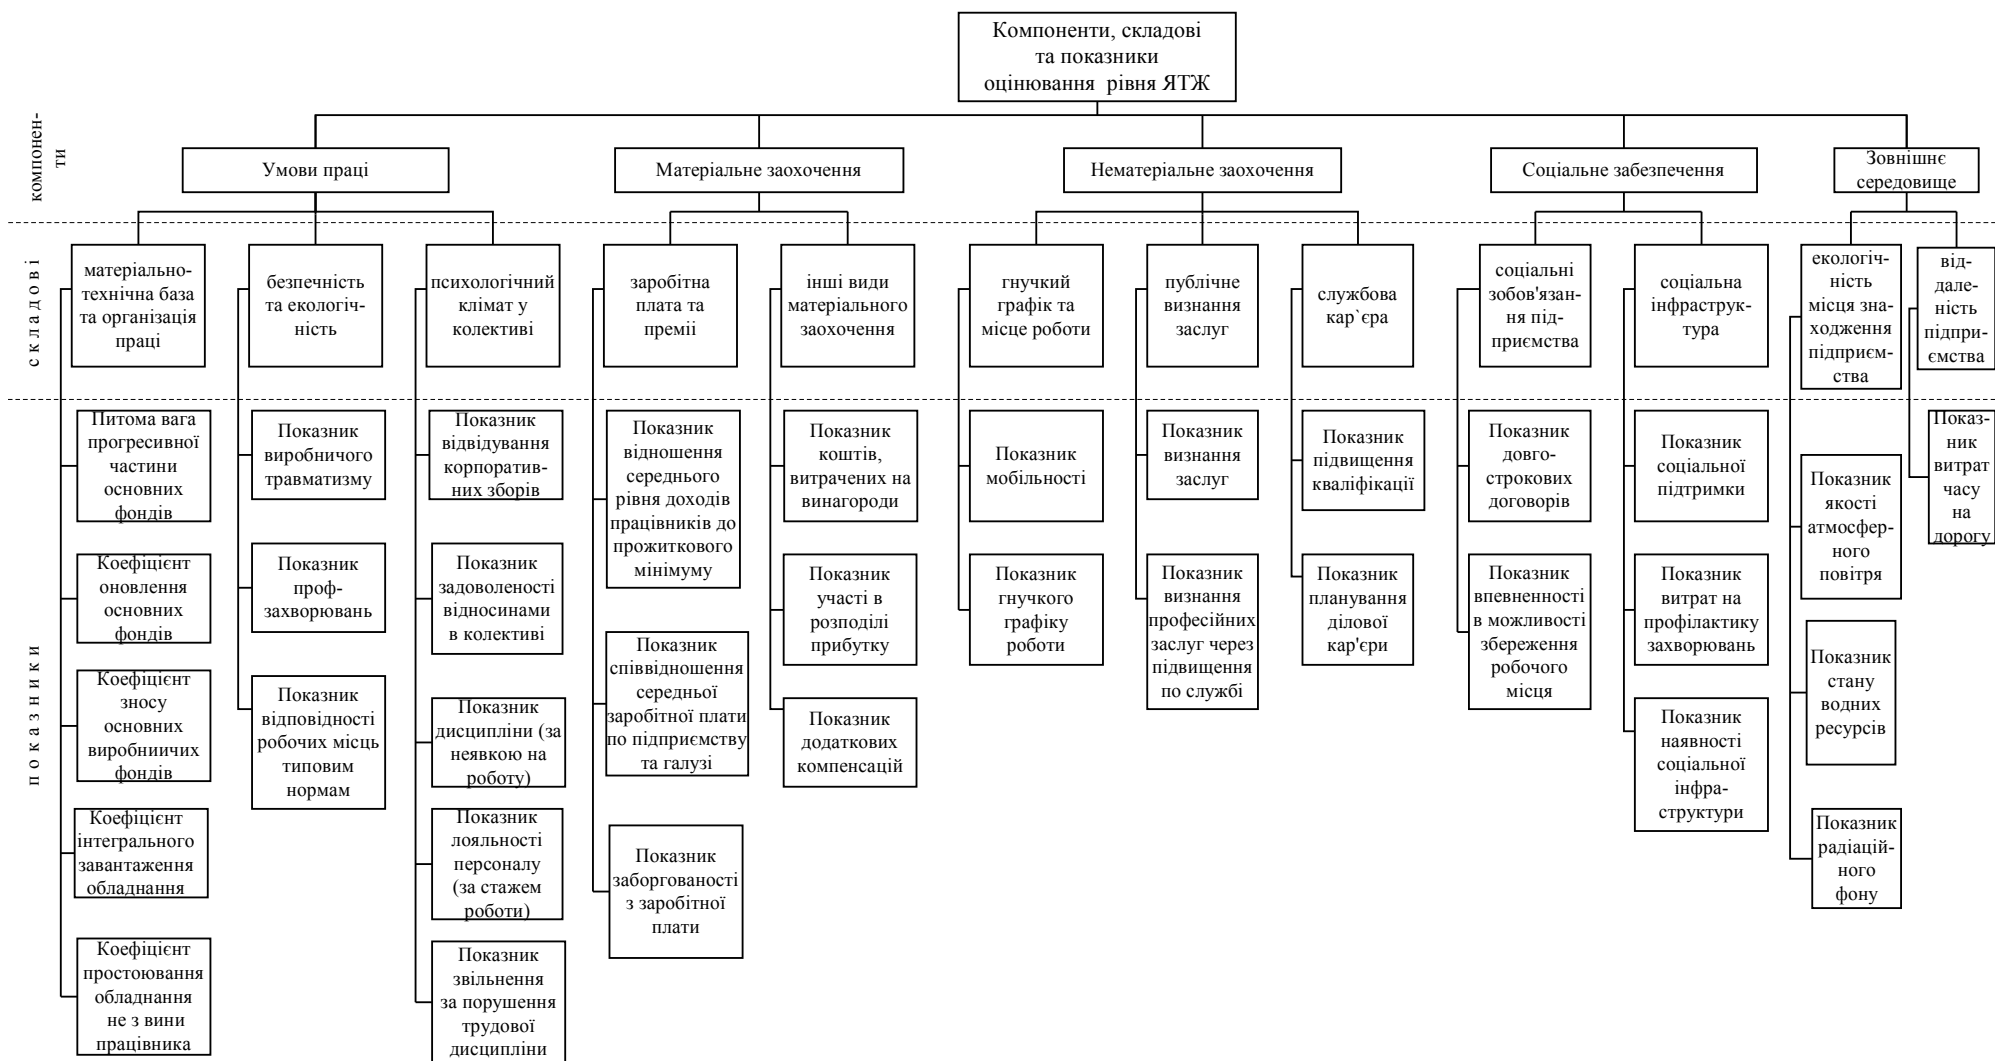 Компоненти, складові
та показники
оцінювання рівня ЯТЖ
компонен-
ти
Умови праці
Матеріальне заохочення
Нематеріальне заохочення
Соціальне забезпечення
Зовнішнє
середовище
складові
матеріально-
технічна база
та організація
праці
безпечність
та екологіч-
ність
психологічний
клімат у
колективі
заробітна
плата та
премії
інші види
матеріального
заохочення
гнучкий
графік та
місце роботи
публічне
визнання
заслуг
службова
кар`єра
соціальні
зобов'язан-
ня під-
приємства
соціальна
інфраструк-
тура
екологіч-
ність
місця зна-
ходження
підприєм-
ства
від-
дале-
ність
підпри-
ємства
показники
Питома вага
прогресивної
частини
основних
фондів
Коефіцієнт
оновлення
основних
фондів
Коефіцієнт
зносу
основних
виробниичих
фондів
Коефіцієнт
інтегрального
завантаження
обладнання
Коефіцієнт
простоювання
обладнання
не з вини
працівника
Показник
виробничого
травматизму
Показник
проф-
захворювань
Показник
відповідності
робочих місць
типовим
нормам
Показник
відвідування
корпоратив-
них зборів
Показник
задоволеності
відносинами
в колективі
Показник
дисципліни (за
неявкою на
роботу)
Показник
лояльності
персоналу
(за стажем
роботи)
Показник
звільнення
за порушення
трудової
дисципліни
Показник
відношення
середнього
рівня доходів
працівників до
прожиткового
мінімуму
Показник
співвідношення
середньої
заробітної плати
по підприємству
та галузі
Показник
заборгованості
з заробітної
плати
Показник
коштів,
витрачених на
винагороди
Показник
участі в
розподілі
прибутку
Показник
додаткових
компенсацій
Показник
мобільності
Показник
гнучкого
графіку
роботи
Показник
визнання
заслуг
Показник
визнання
професійних
заслуг через
підвищення
по службі
Показник
підвищення
кваліфікації
Показник
планування
ділової
кар'єри
Показник
довго-
строкових
договорів
Показник
впевненності
в можливості
збереження
робочого
місця
Показник
соціальної
підтримки
Показник
витрат на
профілактику
захворювань
Показник
наявності
соціальної
інфра-
структури
Показник
якості
атмосфер-
ного
повітря
Показник
стану
водних
ресурсів
Показник
радіацій-
ного
фону
Показ-
ник
витрат
часу
на
дорогу